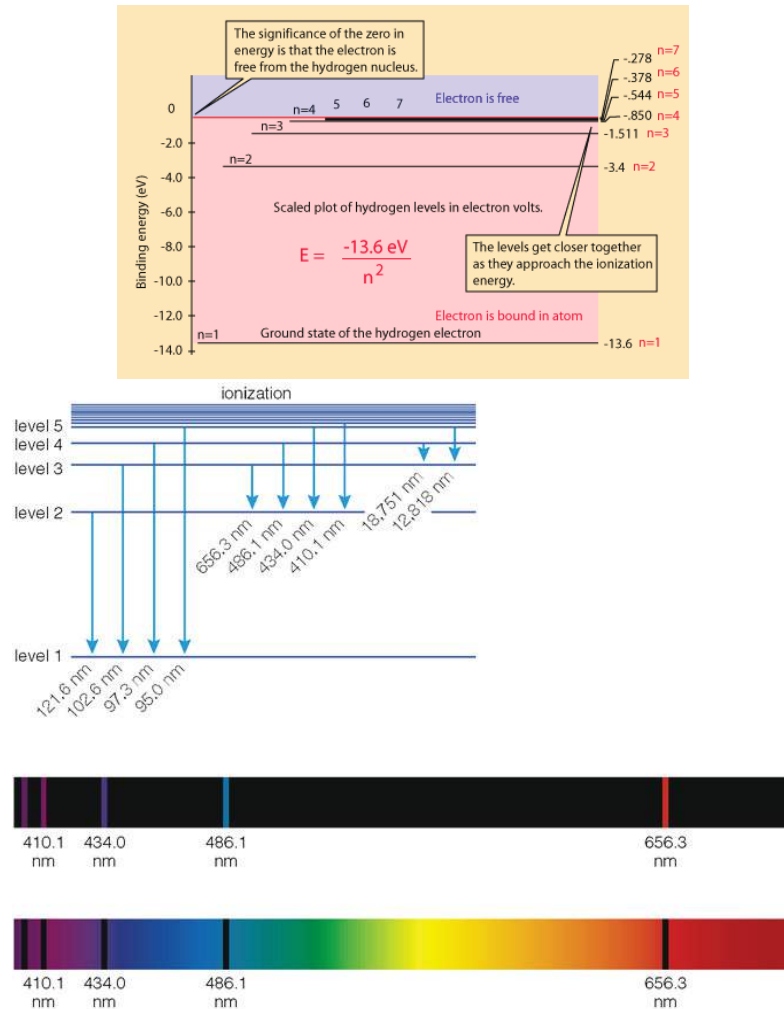 The significance of the zero in
energy is that the electron is
free from the hydrogen nucleus.
Electron is free
0
n=4 5 6 7
n=3
n=2
-2.0
-4.0
-6.0
-8.0
-10.0
-12.0
-14.0
Binding energy (eV)
-.278 n=7
-.378 n=6
-.544 n=5
-.850 n=4
-1.511 n=3
-3.4 n=2
Scaled plot of hydrogen levels in electron volts.
E = -13.6 eV
n2
The levels get closer together
as they approach the ionization
energy.
Electron is bound in atom
n=1
Ground state of the hydrogen electron
-13.6 n=1
ionization
level 5
level 4
level 3
level 2
level 1
656.3 nm
486.1 nm
434.0 nm
410.1 nm
18,751 nm
12,818 nm
121.6 nm
102.6 nm
97.3 nm
95.0 nm
410.1 434.0 486.1 656.3
nm nm nm nm
410.1 434.0 486.1 656.3
nm nm nm nm